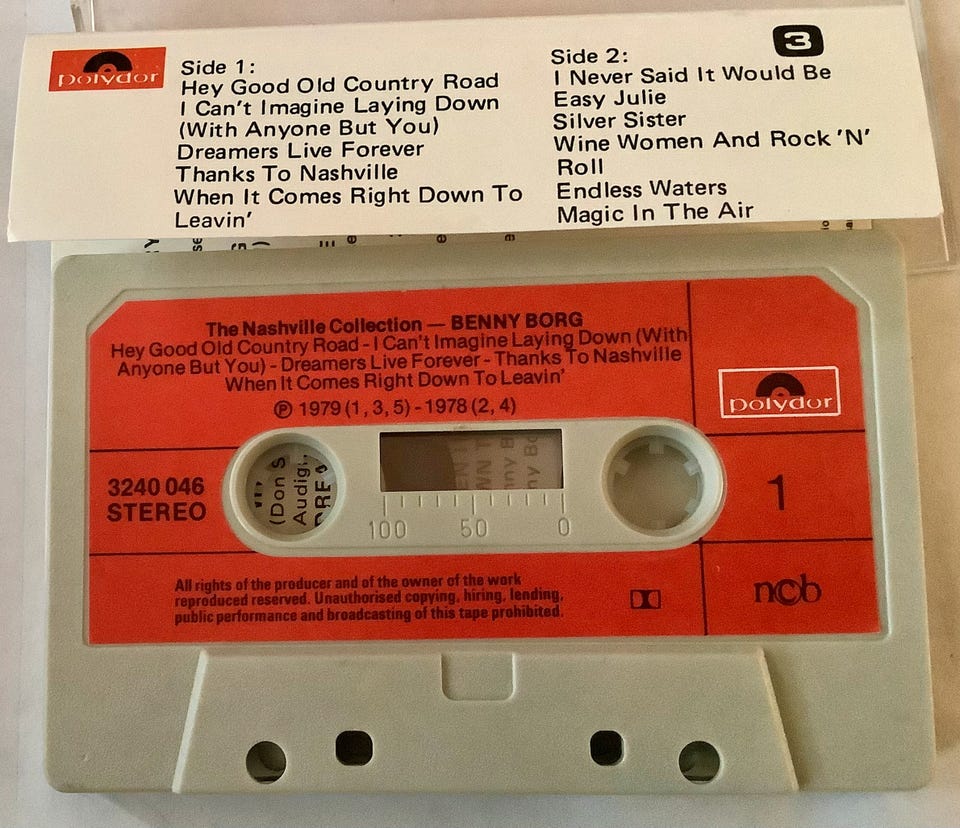 polydor
Side 1:
Hey Good Old Country Road
I Can't Imagine Laying Down
(With Anyone But You)
Dreamers Live Forever
Thanks To Nashville
When It Comes Right Down To
Leavin'
3
Side 2:
I Never Said It Would Be
Easy Julie
Silver Sister
Wine Women And Rock 'N'
Roll
Endless Waters
Magic In The Air
The Nashville Collection — BENNY BORG
Hey Good Old Country Road - I Can't Imagine Laying Down (With
Anyone But You) - Dreamers Live Forever - Thanks To Nashville
When It Comes Right Down To Leavin'
℗ 1979 (1, 3, 5) - 1978 (2, 4)
polydor
3240 046
STEREO
(Don S
100 50 0
1
All rights of the producer and of the owner of the work
reproduced reserved. Unauthorised copying, hiring, lending,
public performance and broadcasting of this tape prohibited.
ncb